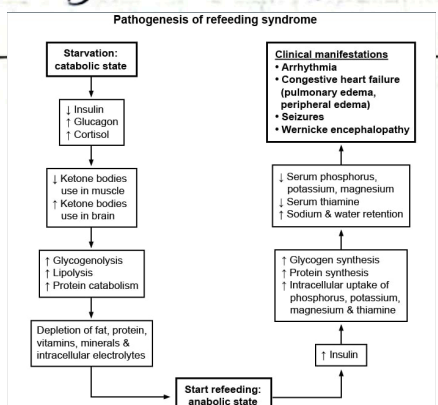 Pathogenesis of refeeding syndrome
Starvation:
catabolic state
↓ Insulin
↑ Glucagon
↑ Cortisol
↓ Ketone bodies
use in muscle
↑ Ketone bodies
use in brain
↑ Glycogenolysis
↑ Lipolysis
↑ Protein catabolism
Depletion of fat, protein,
vitamins, minerals &
intracellular electrolytes
Start refeeding:
anabolic state
↑ Insulin
↑ Glycogen synthesis
↑ Protein synthesis
↑ Intracellular uptake of
phosphorus, potassium,
magnesium & thiamine
↓ Serum phosphorus,
potassium, magnesium
↓ Serum thiamine
↑ Sodium & water retention
Clinical manifestations
• Arrhythmia
• Congestive heart failure
(pulmonary edema,
peripheral edema)
• Seizures
• Wernicke encephalopathy